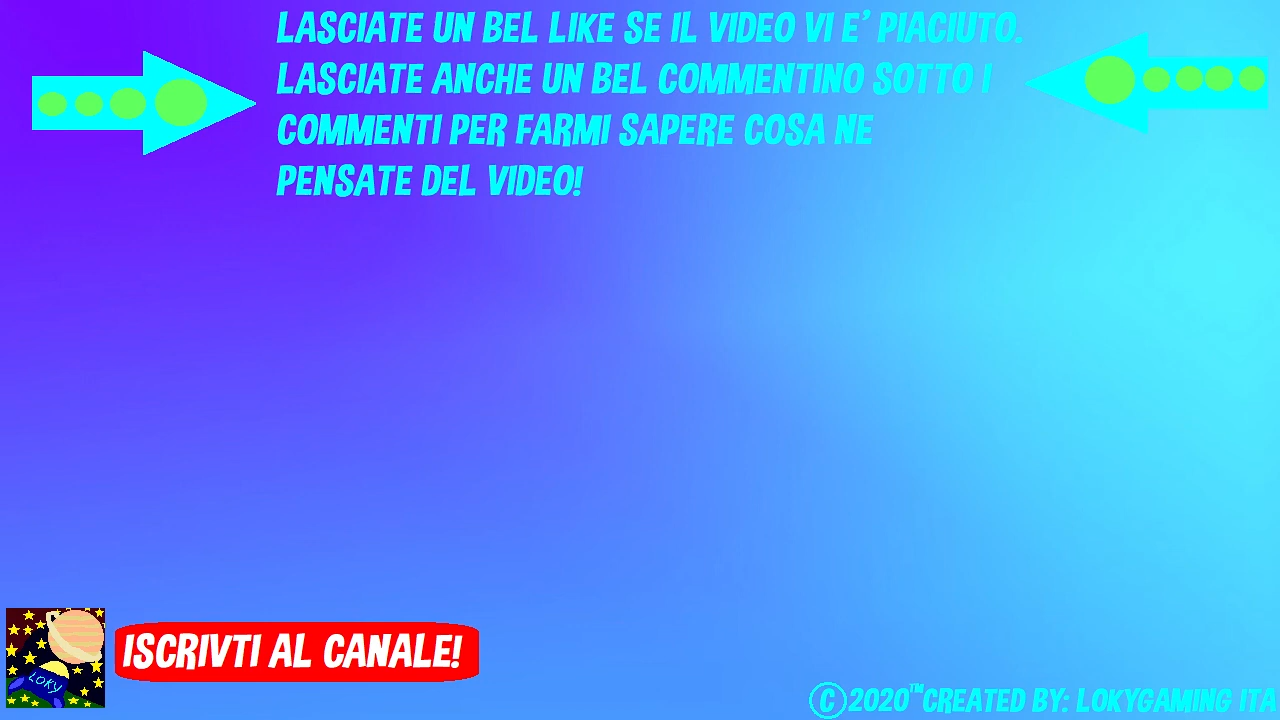 LASCIATE UN BEL LIKE SE IL VIDEO VI E' PIACIUTO.
LASCIATE ANCHE UN BEL COMMENTINO SOTTO I
COMMENTI PER FARMI SAPERE COSA NE
PENSATE DEL VIDEO!
LOKY
ISCRIVTI AL CANALE!
©2020™CREATED BY: LOKYGAMING ITA